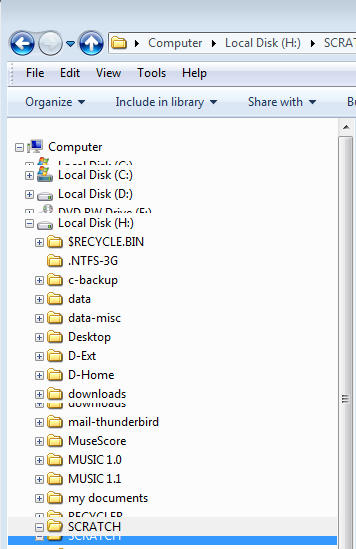 Computer Local Disk (H:) SCRAT
File Edit View Tools Help
Organize Include in library Share with Bu
Computer
Local Disk (C:)
Local Disk (C:)
Local Disk (D:)
DVD RW Drive (F:)
Local Disk (H:)
$RECYCLE.BIN
.NTFS-3G
c-backup
data
data-misc
Desktop
D-Ext
D-Home
downloads
downloads
mail-thunderbird
MuseScore
MUSIC 1.0
MUSIC 1.1
my documents
RECYCLER
SCRATCH
SCRATCH